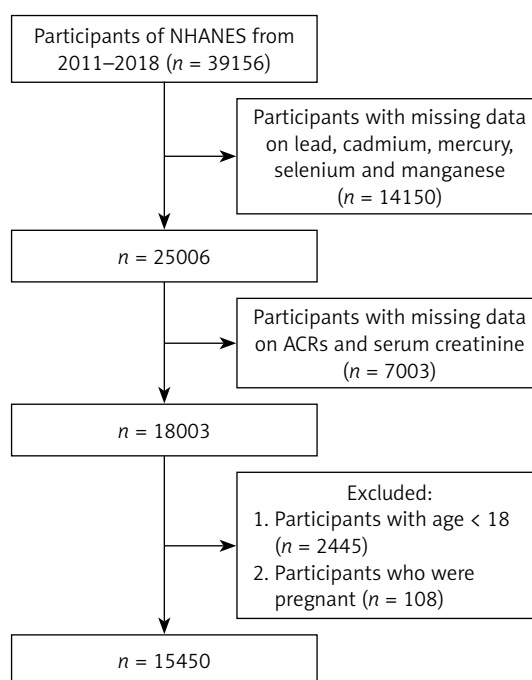 Participants of NHANES from
2011–2018 (n = 39156)
Participants with missing data
on lead, cadmium, mercury,
selenium and manganese
(n = 14150)
n = 25006
Participants with missing data
on ACRs and serum creatinine
(n = 7003)
n = 18003
Excluded:
1. Participants with age < 18
(n = 2445)
2. Participants who were
pregnant (n = 108)
n = 15450